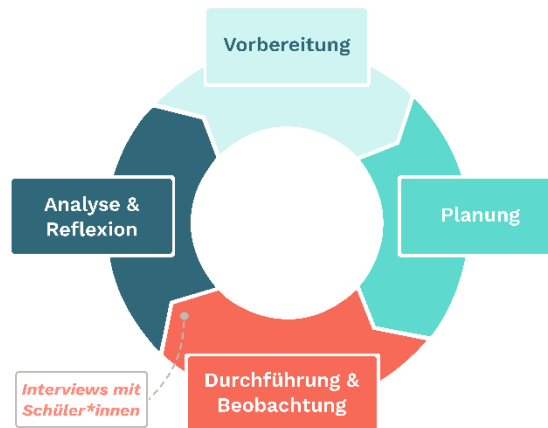 Vorbereitung
Planung
Durchführung &
Beobachtung
Analyse &
Reflexion
Interviews mit
Schüler*innen